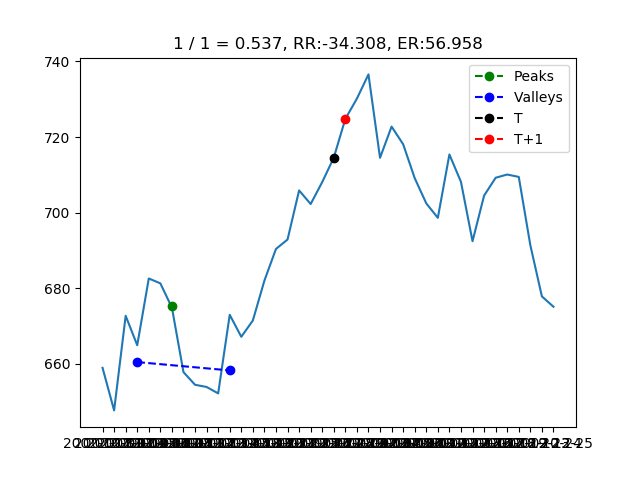 1 / 1 = 0.537, RR:-34.308, ER:56.958
740
720
700
680
660
Peaks
Valleys
T
T+1